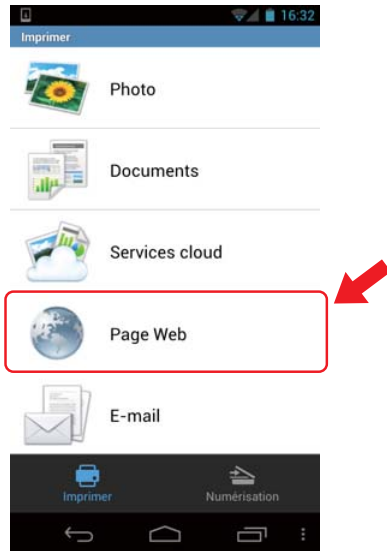 16:32
Imprimer
Photo
Documents
Services cloud
Page Web
E-mail
Imprimer Numérisation